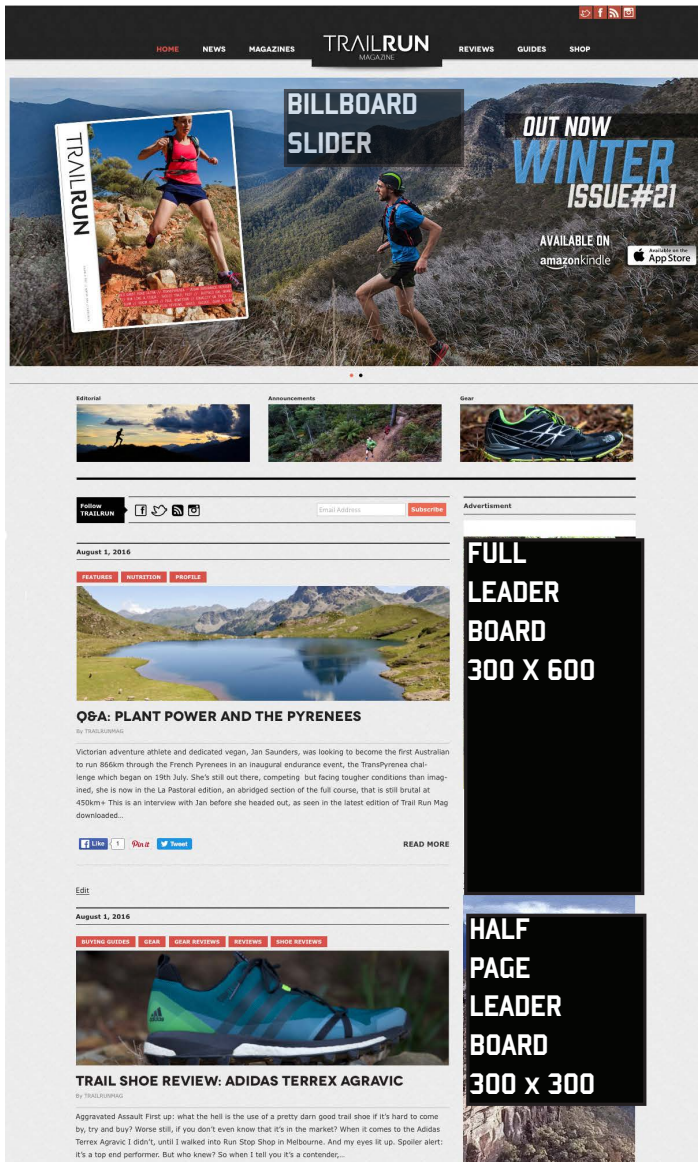 HOME
NEWS
MAGAZINES
TRAILRUN
MAGAZINE
REVIEWS
GUIDES
SHOP
BILLBOARD
SLIDER
TRAILRUN
OUT NOW
WINTER
ISSUE#21
AVAILABLE ON
amazonkindle
Available on the
App Store
Editorial
Announcements
Gear
Follow
TRAILRUN
Email Address
Subscribe
Advertisment
August 1, 2016
FEATURES
NUTRITION
PROFILE
Q&A: PLANT POWER AND THE PYRENEES
By TRAILRUNMAG
Victorian adventure athlete and dedicated vegan, Jan Saunders, was looking to become the first Australian
to run 866km through the French Pyrenees in an inaugural endurance event, the TransPyrenea chal-
lenge which began on 19th July. She's still out there, competing but facing tougher conditions than imag-
ined, she is now in the La Pastoral edition, an abridged section of the full course, that is still brutal at
450km+ This is an interview with Jan before she headed out, as seen in the latest edition of Trail Run Mag
downloaded…
Like
1
Pin it
Tweet
READ MORE
FULL
LEADER
BOARD
300 X 600
Edit
August 1, 2016
BUYING GUIDES
GEAR
GEAR REVIEWS
REVIEWS
SHOE REVIEWS
adidas
TRAIL SHOE REVIEW: ADIDAS TERREX AGRAVIC
By TRAILRUNMAG
Aggravated Assault First up: what the hell is the use of a pretty darn good trail shoe if it's hard to come
by, try and buy? Worse still, if you don't even know that it's in the market? When it comes to the Adidas
Terrex Agravic I didn't, until I walked into Run Stop Shop in Melbourne. And my eyes lit up. Spoiler alert:
it's a top end performer. But who knew? So when I tell you it's a contender,…
HALF
PAGE
LEADER
BOARD
300 x 300